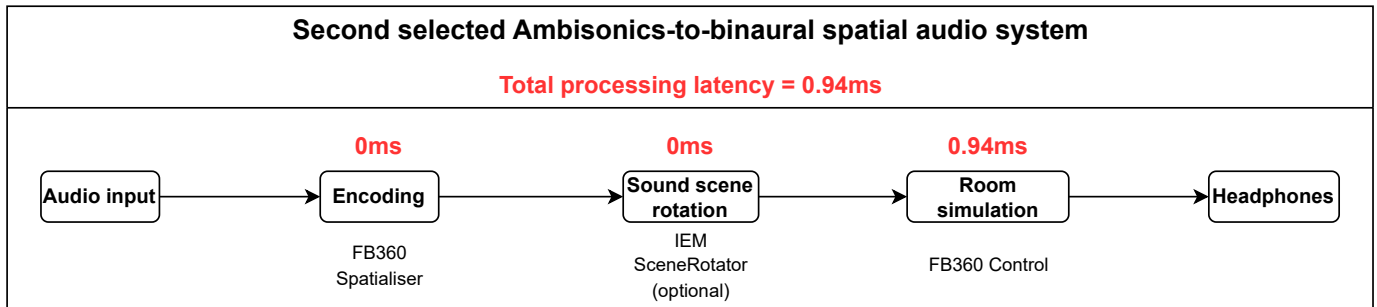 Second selected Ambisonics-to-binaural spatial audio system
Total processing latency = 0.94ms
0ms
0ms
0.94ms
Audio input
Encoding
Sound scene
rotation
Room
simulation
Headphones
FB360
Spatialiser
IEM
SceneRotator
(optional)
FB360 Control